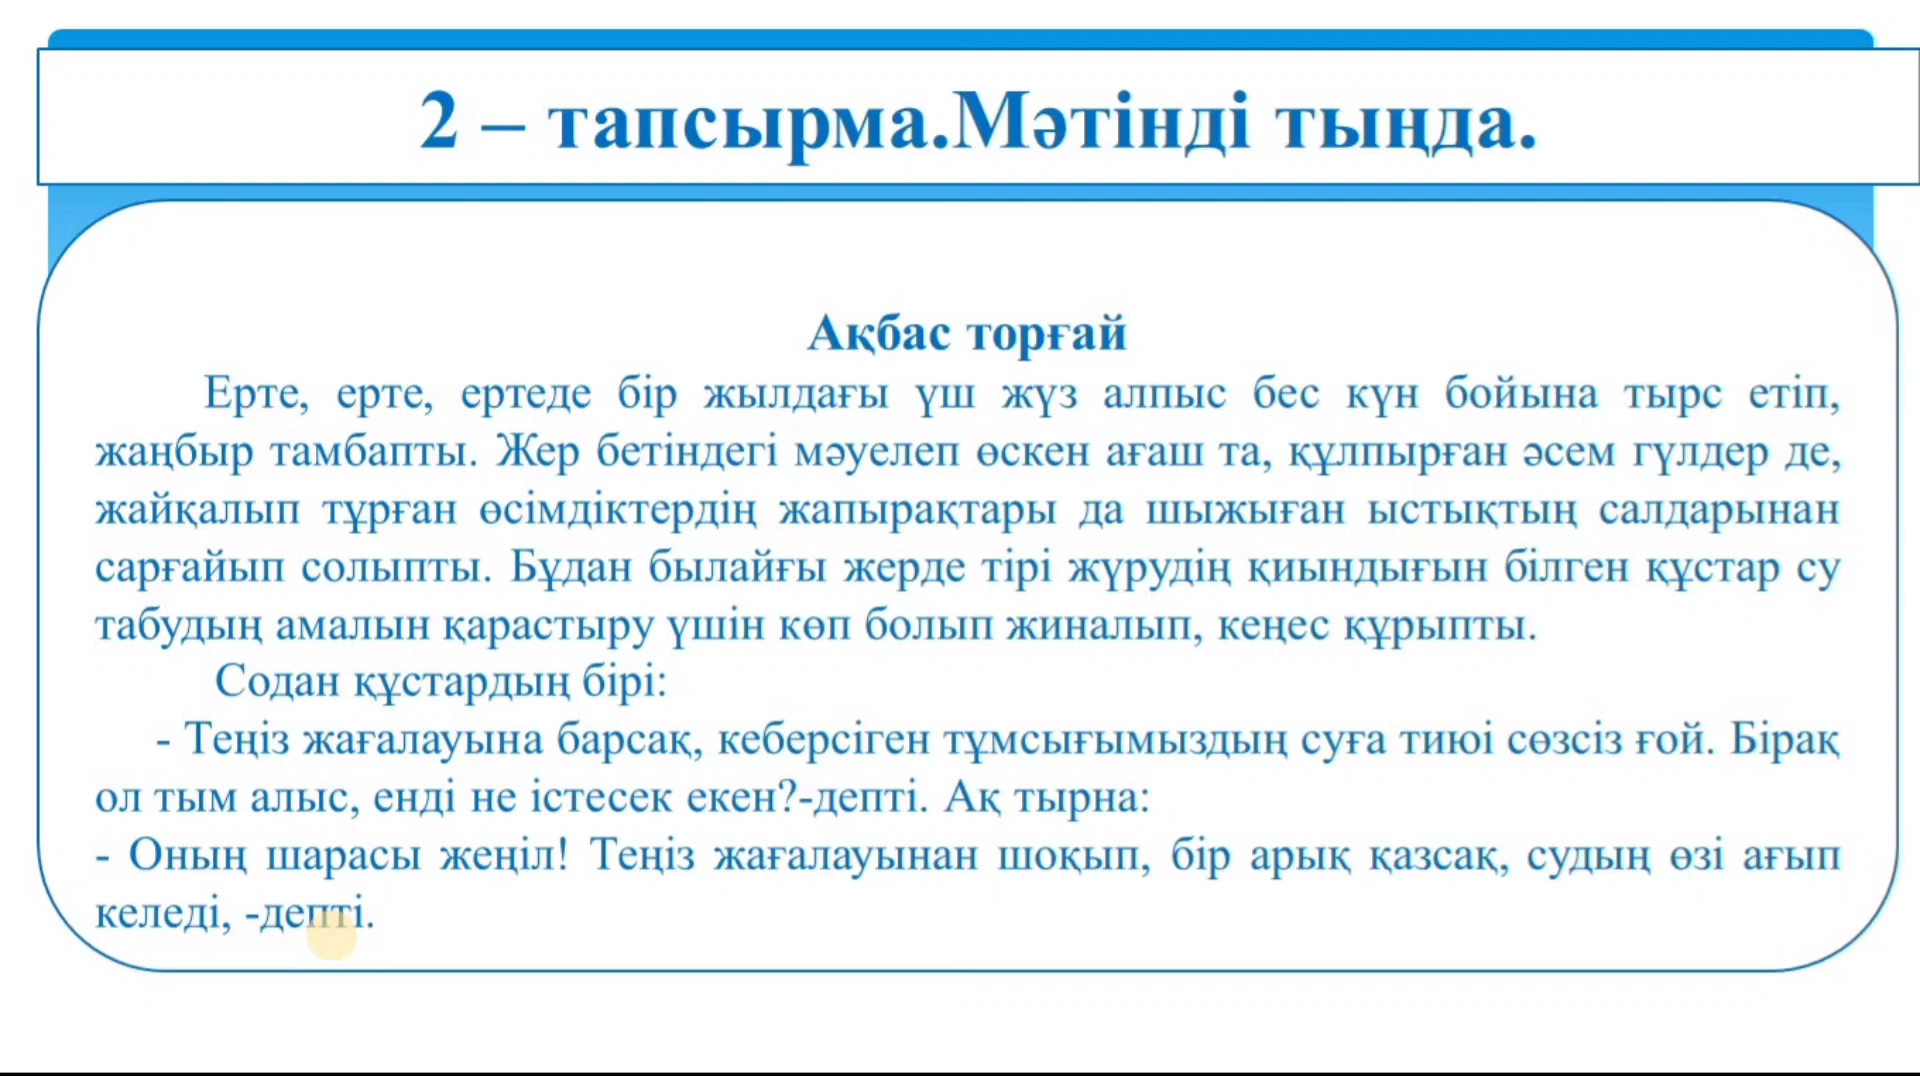 2 – тапсырма.Мәтінді тыңда.
Ақбас торғай
Ерте, ерте, ертеде бір жылдағы үш жүз алпыс бес күн бойына тырс етіп,
жаңбыр тамбапты. Жер бетіндегі мәуелеп өскен ағаш та, құлпырған әсем гүлдер де,
жайқалып тұрған өсімдіктердің жапырақтары да шыжыған ыстықтың салдарынан
сарғайып солыпты. Бұдан былайғы жерде тірі жүрудің қиындығын білген құстар су
табудың амалын қарастыру үшін көп болып жиналып, кеңес құрыпты.
Содан құстардың бірі:
- Теңіз жағалауына барсақ, кеберсіген тұмсығымыздың суға тиюі сөзсіз ғой. Бірақ
ол тым алыс, енді не істесек екен?-депті. Ақ тырна:
- Оның шарасы жеңіл! Теңіз жағалауынан шоқып, бір арық қазсақ, судың өзі ағып
келеді, -депті.